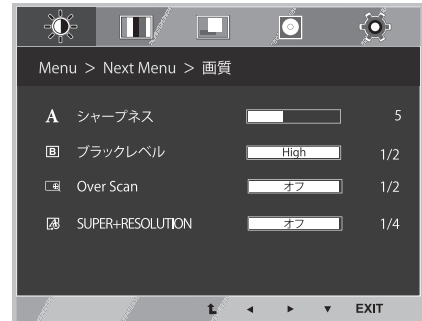 Menu > Next Menu > 画質
A シャープネス 5
B ブラックレベル High 1/2
Over Scan オフ 1/2
SUPER+RESOLUTION オフ 1/4
EXIT